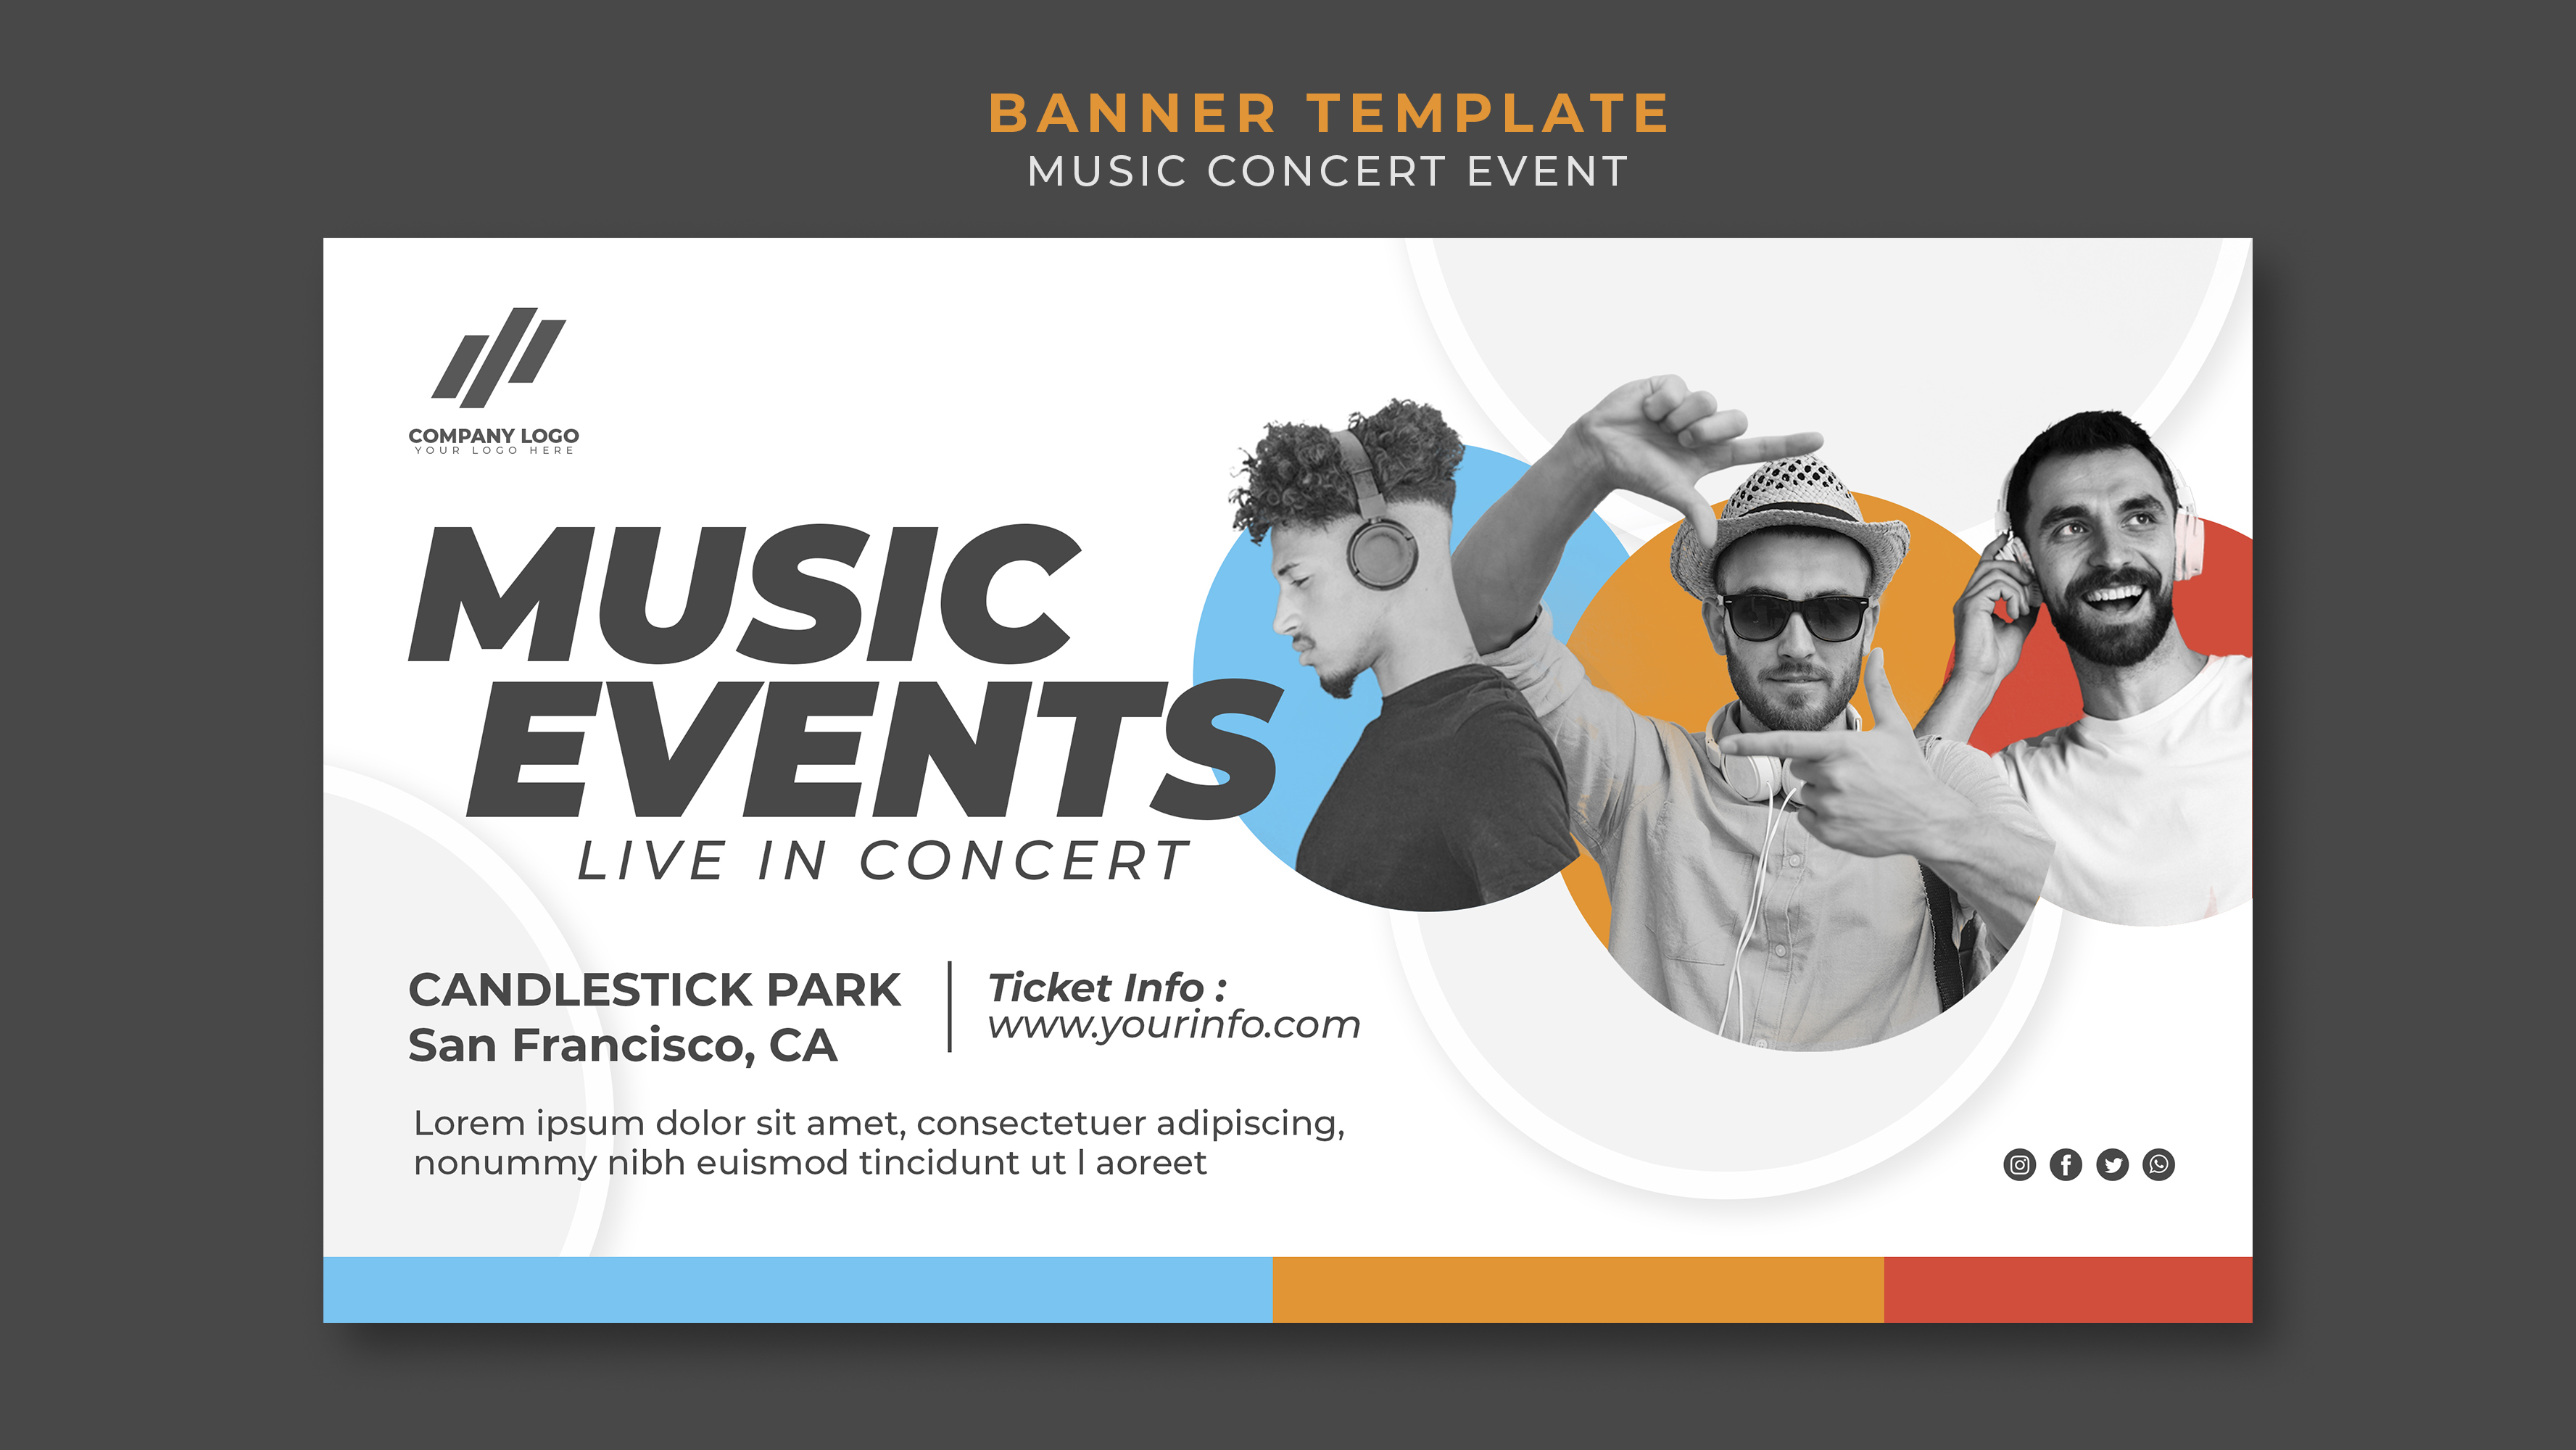 BANNER TEMPLATE
MUSIC CONCERT EVENT
COMPANY LOGO
YOUR LOGO HERE
MUSIC
EVENTS
LIVE IN CONCERT
CANDLESTICK PARK
San Francisco, CA
Ticket Info :
www.yourinfo.com
Lorem ipsum dolor sit amet, consectetuer adipiscing,
nonummy nibh euismod tincidunt ut l aoreet